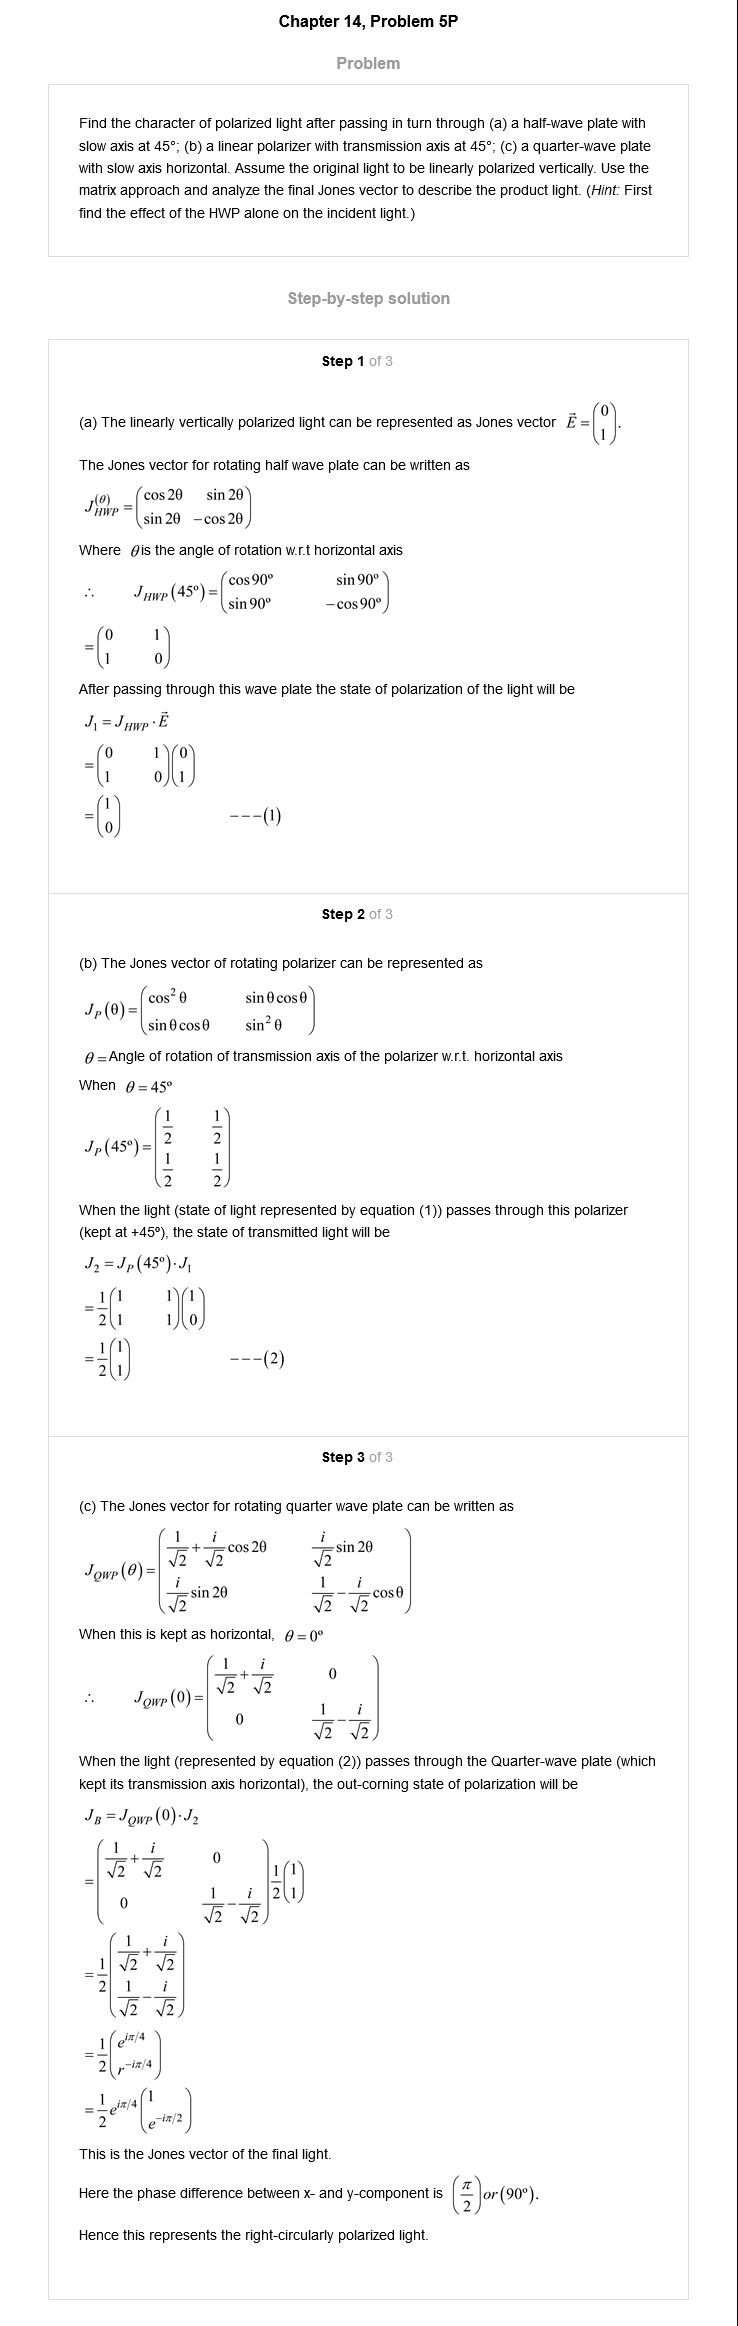 Chapter 14, Problem 5P
Problem
Find the character of polarized light after passing in turn through (a) a half-wave plate with
slow axis at 45°; (b) a linear polarizer with transmission axis at 45°; (c) a quarter-wave plate
with slow axis horizontal. Assume the original light to be linearly polarized vertically. Use the
matrix approach and analyze the final Jones vector to describe the product light. (Hint: First
find the effect of the HWP alone on the incident light.)
Step-by-step solution
Step 1 of 3
(a) The linearly vertically polarized light can be represented as Jones vector $\vec{E} = \begin{pmatrix} 0 \\ 1 \end{pmatrix}$.
The Jones vector for rotating half wave plate can be written as
$J_{HWP}^{(\theta)} = \begin{pmatrix} \cos 2\theta & \sin 2\theta \\ \sin 2\theta & -\cos 2\theta \end{pmatrix}$
Where θ is the angle of rotation w.r.t horizontal axis
∴ $J_{HWP}(45º) = \begin{pmatrix} \cos 90º & \sin 90º \\ \sin 90º & -\cos 90º \end{pmatrix}$
$= \begin{pmatrix} 0 & 1 \\ 1 & 0 \end{pmatrix}$
After passing through this wave plate the state of polarization of the light will be
$J_1 = J_{HWP} \cdot \vec{E}$
$= \begin{pmatrix} 0 & 1 \\ 1 & 0 \end{pmatrix} \begin{pmatrix} 0 \\ 1 \end{pmatrix}$
$= \begin{pmatrix} 1 \\ 0 \end{pmatrix}$ ---(1)
Step 2 of 3
(b) The Jones vector of rotating polarizer can be represented as
$J_P(\theta) = \begin{pmatrix} \cos^2 \theta & \sin \theta \cos \theta \\ \sin \theta \cos \theta & \sin^2 \theta \end{pmatrix}$
θ = Angle of rotation of transmission axis of the polarizer w.r.t. horizontal axis
When θ = 45º
$J_P(45º) = \begin{pmatrix} \frac{1}{2} & \frac{1}{2} \\ \frac{1}{2} & \frac{1}{2} \end{pmatrix}$
When the light (state of light represented by equation (1)) passes through this polarizer
(kept at +45º), the state of transmitted light will be
$J_2 = J_P(45º) \cdot J_1$
$= \frac{1}{2} \begin{pmatrix} 1 & 1 \\ 1 & 1 \end{pmatrix} \begin{pmatrix} 1 \\ 0 \end{pmatrix}$
$= \frac{1}{2} \begin{pmatrix} 1 \\ 1 \end{pmatrix}$ ---(2)
Step 3 of 3
(c) The Jones vector for rotating quarter wave plate can be written as
$J_{QWP}(\theta) = \begin{pmatrix} \frac{1}{\sqrt{2}} + \frac{i}{\sqrt{2}} \cos 2\theta & \frac{i}{\sqrt{2}} \sin 2\theta \\ \frac{i}{\sqrt{2}} \sin 2\theta & \frac{1}{\sqrt{2}} - \frac{i}{\sqrt{2}} \cos \theta \end{pmatrix}$
When this is kept as horizontal, θ = 0º
∴ $J_{QWP}(0) = \begin{pmatrix} \frac{1}{\sqrt{2}} + \frac{i}{\sqrt{2}} & 0 \\ 0 & \frac{1}{\sqrt{2}} - \frac{i}{\sqrt{2}} \end{pmatrix}$
When the light (represented by equation (2)) passes through the Quarter-wave plate (which
kept its transmission axis horizontal), the out-corning state of polarization will be
$J_B = J_{QWP}(0) \cdot J_2$
$= \begin{pmatrix} \frac{1}{\sqrt{2}} + \frac{i}{\sqrt{2}} & 0 \\ 0 & \frac{1}{\sqrt{2}} - \frac{i}{\sqrt{2}} \end{pmatrix} \frac{1}{2} \begin{pmatrix} 1 \\ 1 \end{pmatrix}$
$= \frac{1}{2} \begin{pmatrix} \frac{1}{\sqrt{2}} + \frac{i}{\sqrt{2}} \\ \frac{1}{\sqrt{2}} - \frac{i}{\sqrt{2}} \end{pmatrix}$
$= \frac{1}{2} \begin{pmatrix} e^{i\pi/4} \\ r^{-i\pi/4} \end{pmatrix}$
$= \frac{1}{2} e^{i\pi/4} \begin{pmatrix} 1 \\ e^{-i\pi/2} \end{pmatrix}$
This is the Jones vector of the final light.
Here the phase difference between x- and y-component is $\left( \frac{\pi}{2} \right) or (90º)$.
Hence this represents the right-circularly polarized light.